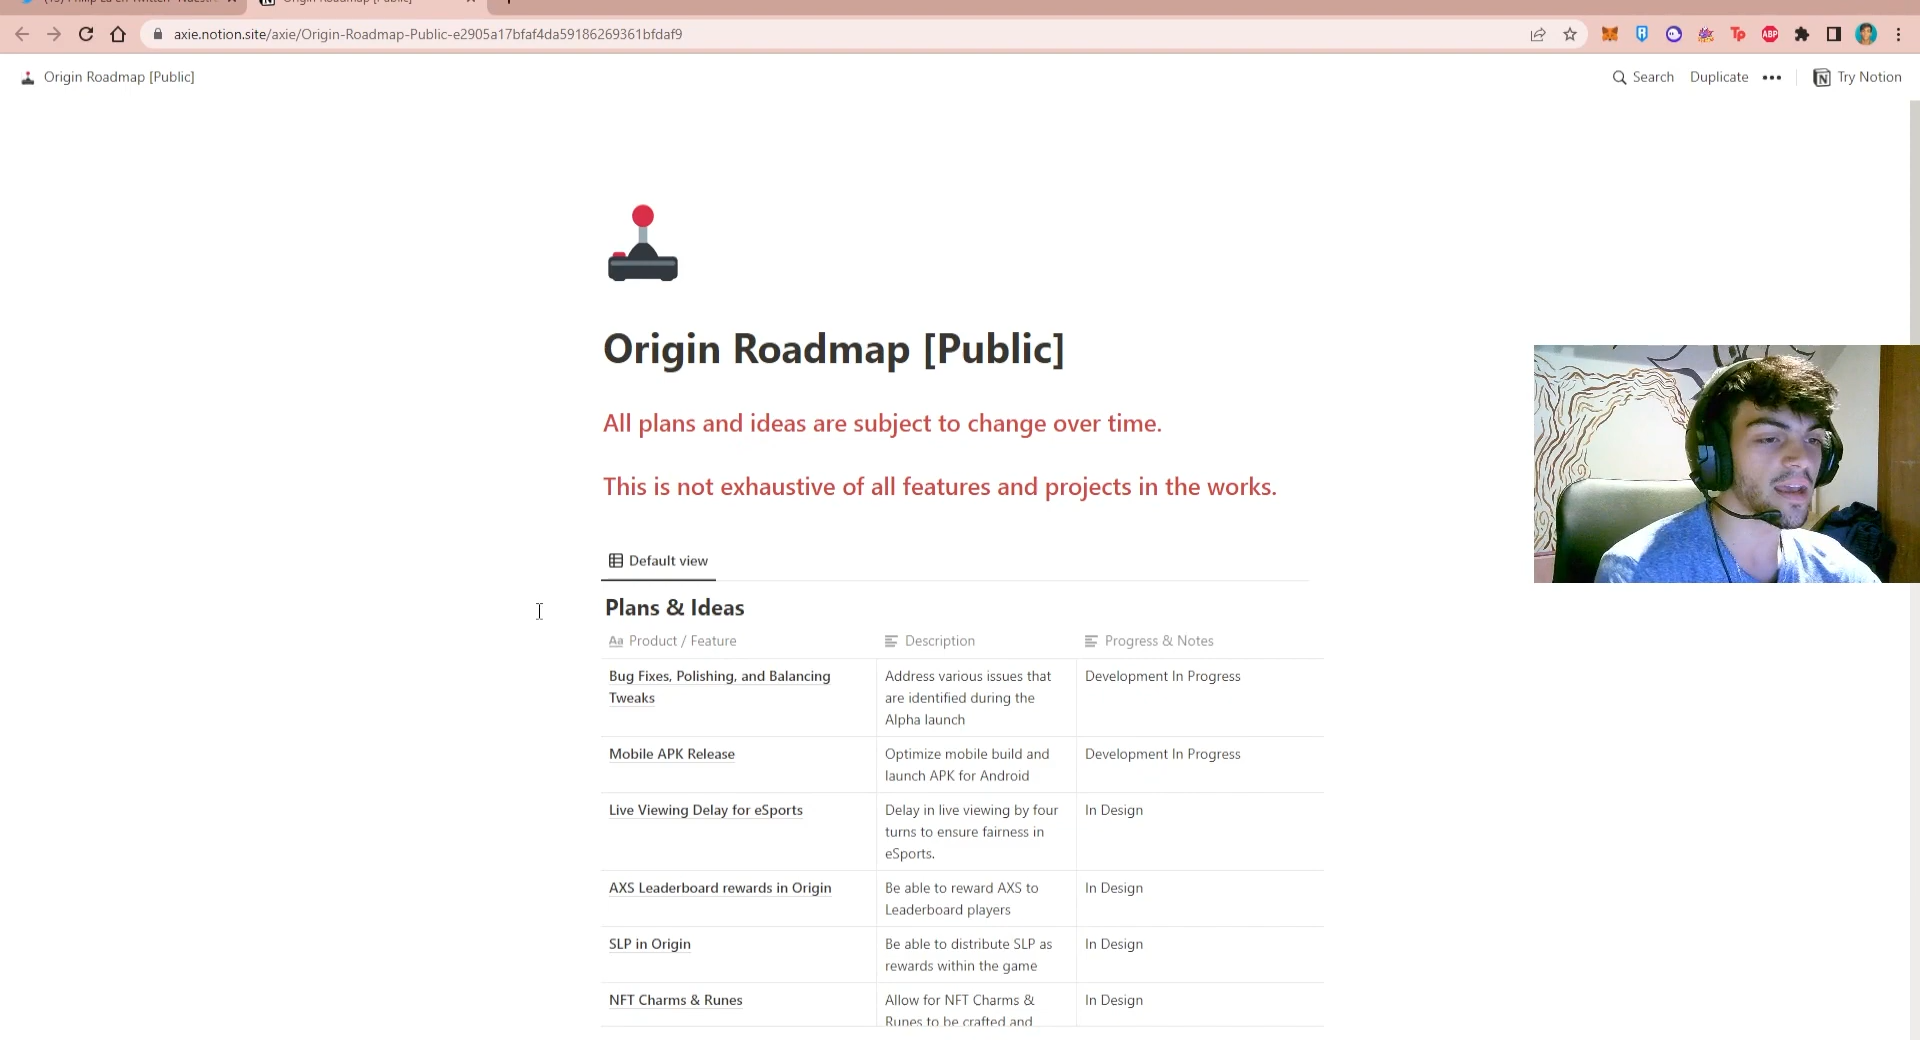 axie.notion.site/axie/Origin-Roadmap-Public-e2905a17bfaf4da59186269361bfdaf9
Tp
ABP
Origin Roadmap [Public]
Search
Duplicate
Try Notion
Origin Roadmap [Public]
All plans and ideas are subject to change over time.
This is not exhaustive of all features and projects in the works.
Default view
Plans & Ideas
Aa Product / Feature
Description
Progress & Notes
Bug Fixes, Polishing, and Balancing
Tweaks
Address various issues that
are identified during the
Alpha launch
Development In Progress
Mobile APK Release
Optimize mobile build and
launch APK for Android
Development In Progress
Live Viewing Delay for eSports
Delay in live viewing by four
turns to ensure fairness in
eSports.
In Design
AXS Leaderboard rewards in Origin
Be able to reward AXS to
Leaderboard players
In Design
SLP in Origin
Be able to distribute SLP as
rewards within the game
In Design
NFT Charms & Runes
Allow for NFT Charms &
Runes to be crafted and
In Design